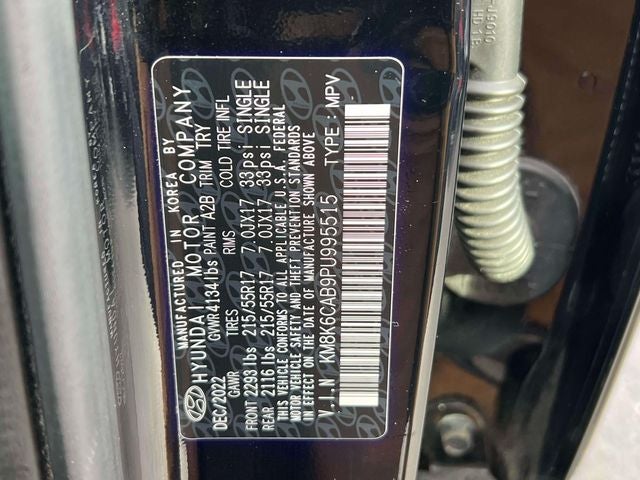 MANUFACTURED IN KOREA BY
HYUNDAI MOTOR COMPANY
DEC/2022 GVWR 4134 lbs PAINT A2B TRIM TRY
GAWR TIRES RIMS COLD TIRE INFL
FRONT 2293 lbs 215/55R17 7.0JX17 33psi SINGLE
REAR 2116 lbs 215/55R17 7.0JX17 33psi SINGLE
THIS VEHICLE CONFORMS TO ALL APPLICABLE U.S.A. FEDERAL
MOTOR VEHICLE SAFETY, BUMPER, AND THEFT PREVENTION STANDARDS
IN EFFECT ON THE DATE OF MANUFACTURE SHOWN ABOVE
V.I.N KM8K6CAB9PU995515 TYPE : MPV